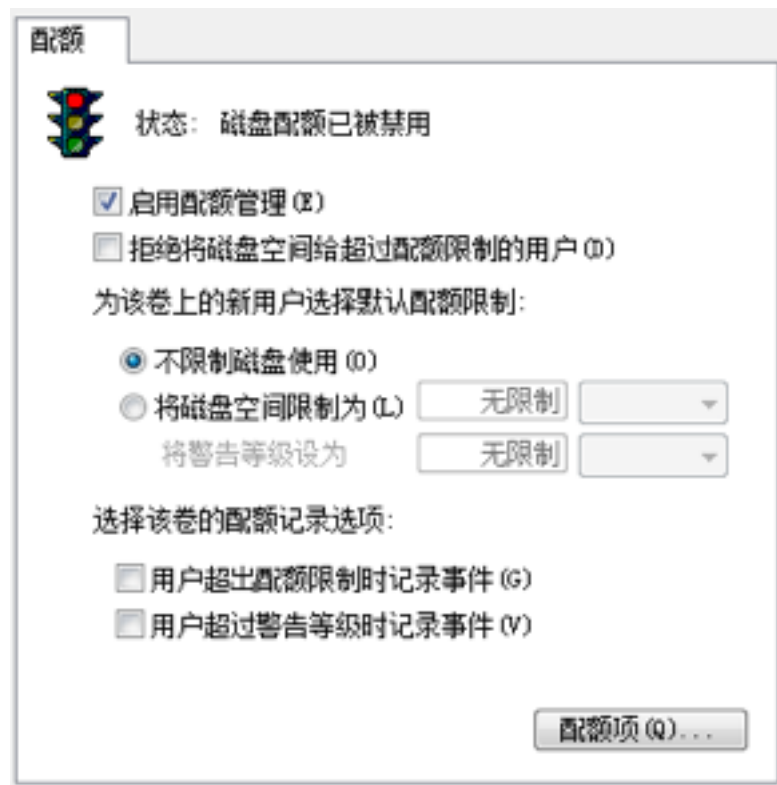 配额
状态: 磁盘配额已被禁用
启用配额管理(E)
拒绝将磁盘空间给超过配额限制的用户(D)
为该卷上的新用户选择默认配额限制:
不限制磁盘使用(O)
将磁盘空间限制为(L) 无限制
将警告等级设为 无限制
选择该卷的配额记录选项:
用户超出配额限制时记录事件(G)
用户超过警告等级时记录事件(V)
配额项(Q)...